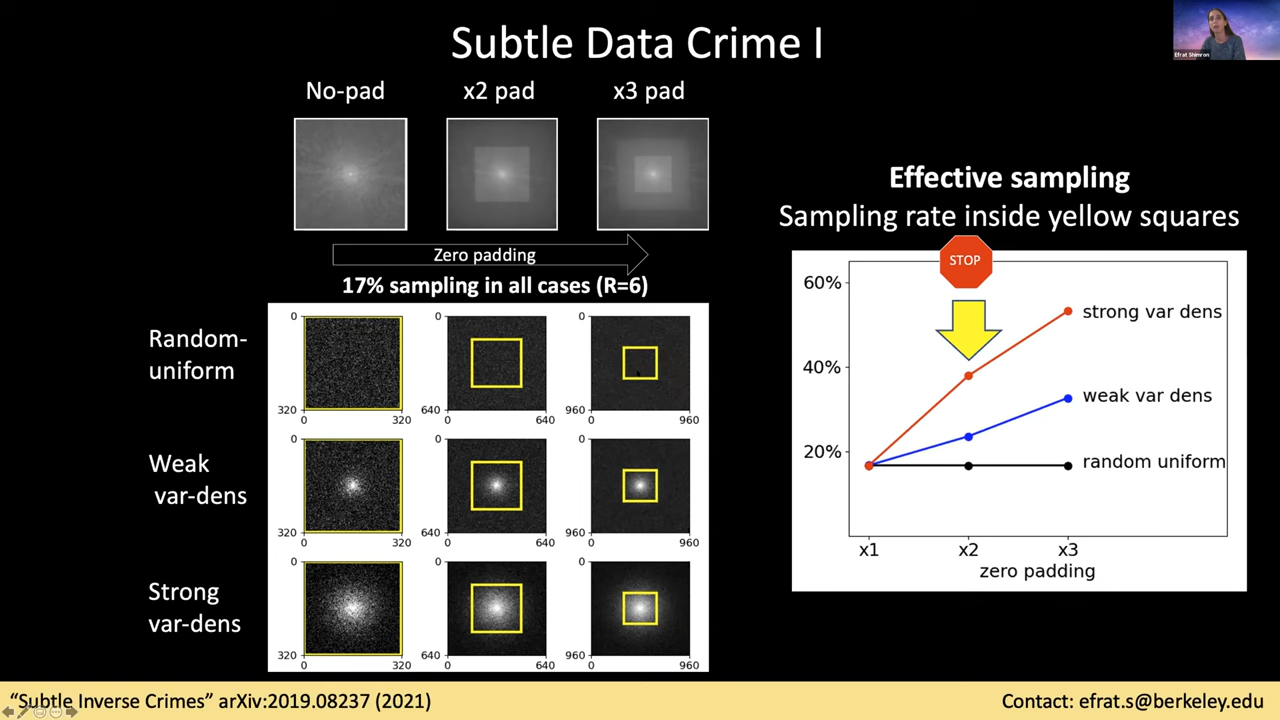 Subtle Data Crime I
Efrat Shimron
No-pad
x2 pad
x3 pad
Zero padding
17% sampling in all cases (R=6)
Random-
uniform
0
320
0
320
0
640
0
640
0
960
0
960
Weak
var-dens
0
320
0
320
0
640
0
640
0
960
0
960
Strong
var-dens
0
320
0
320
0
640
0
640
0
960
0
960
Effective sampling
Sampling rate inside yellow squares
STOP
60%
40%
20%
strong var dens
weak var dens
random uniform
x1
x2
x3
zero padding
“Subtle Inverse Crimes” arXiv:2019.08237 (2021)
Contact: efrat.s@berkeley.edu